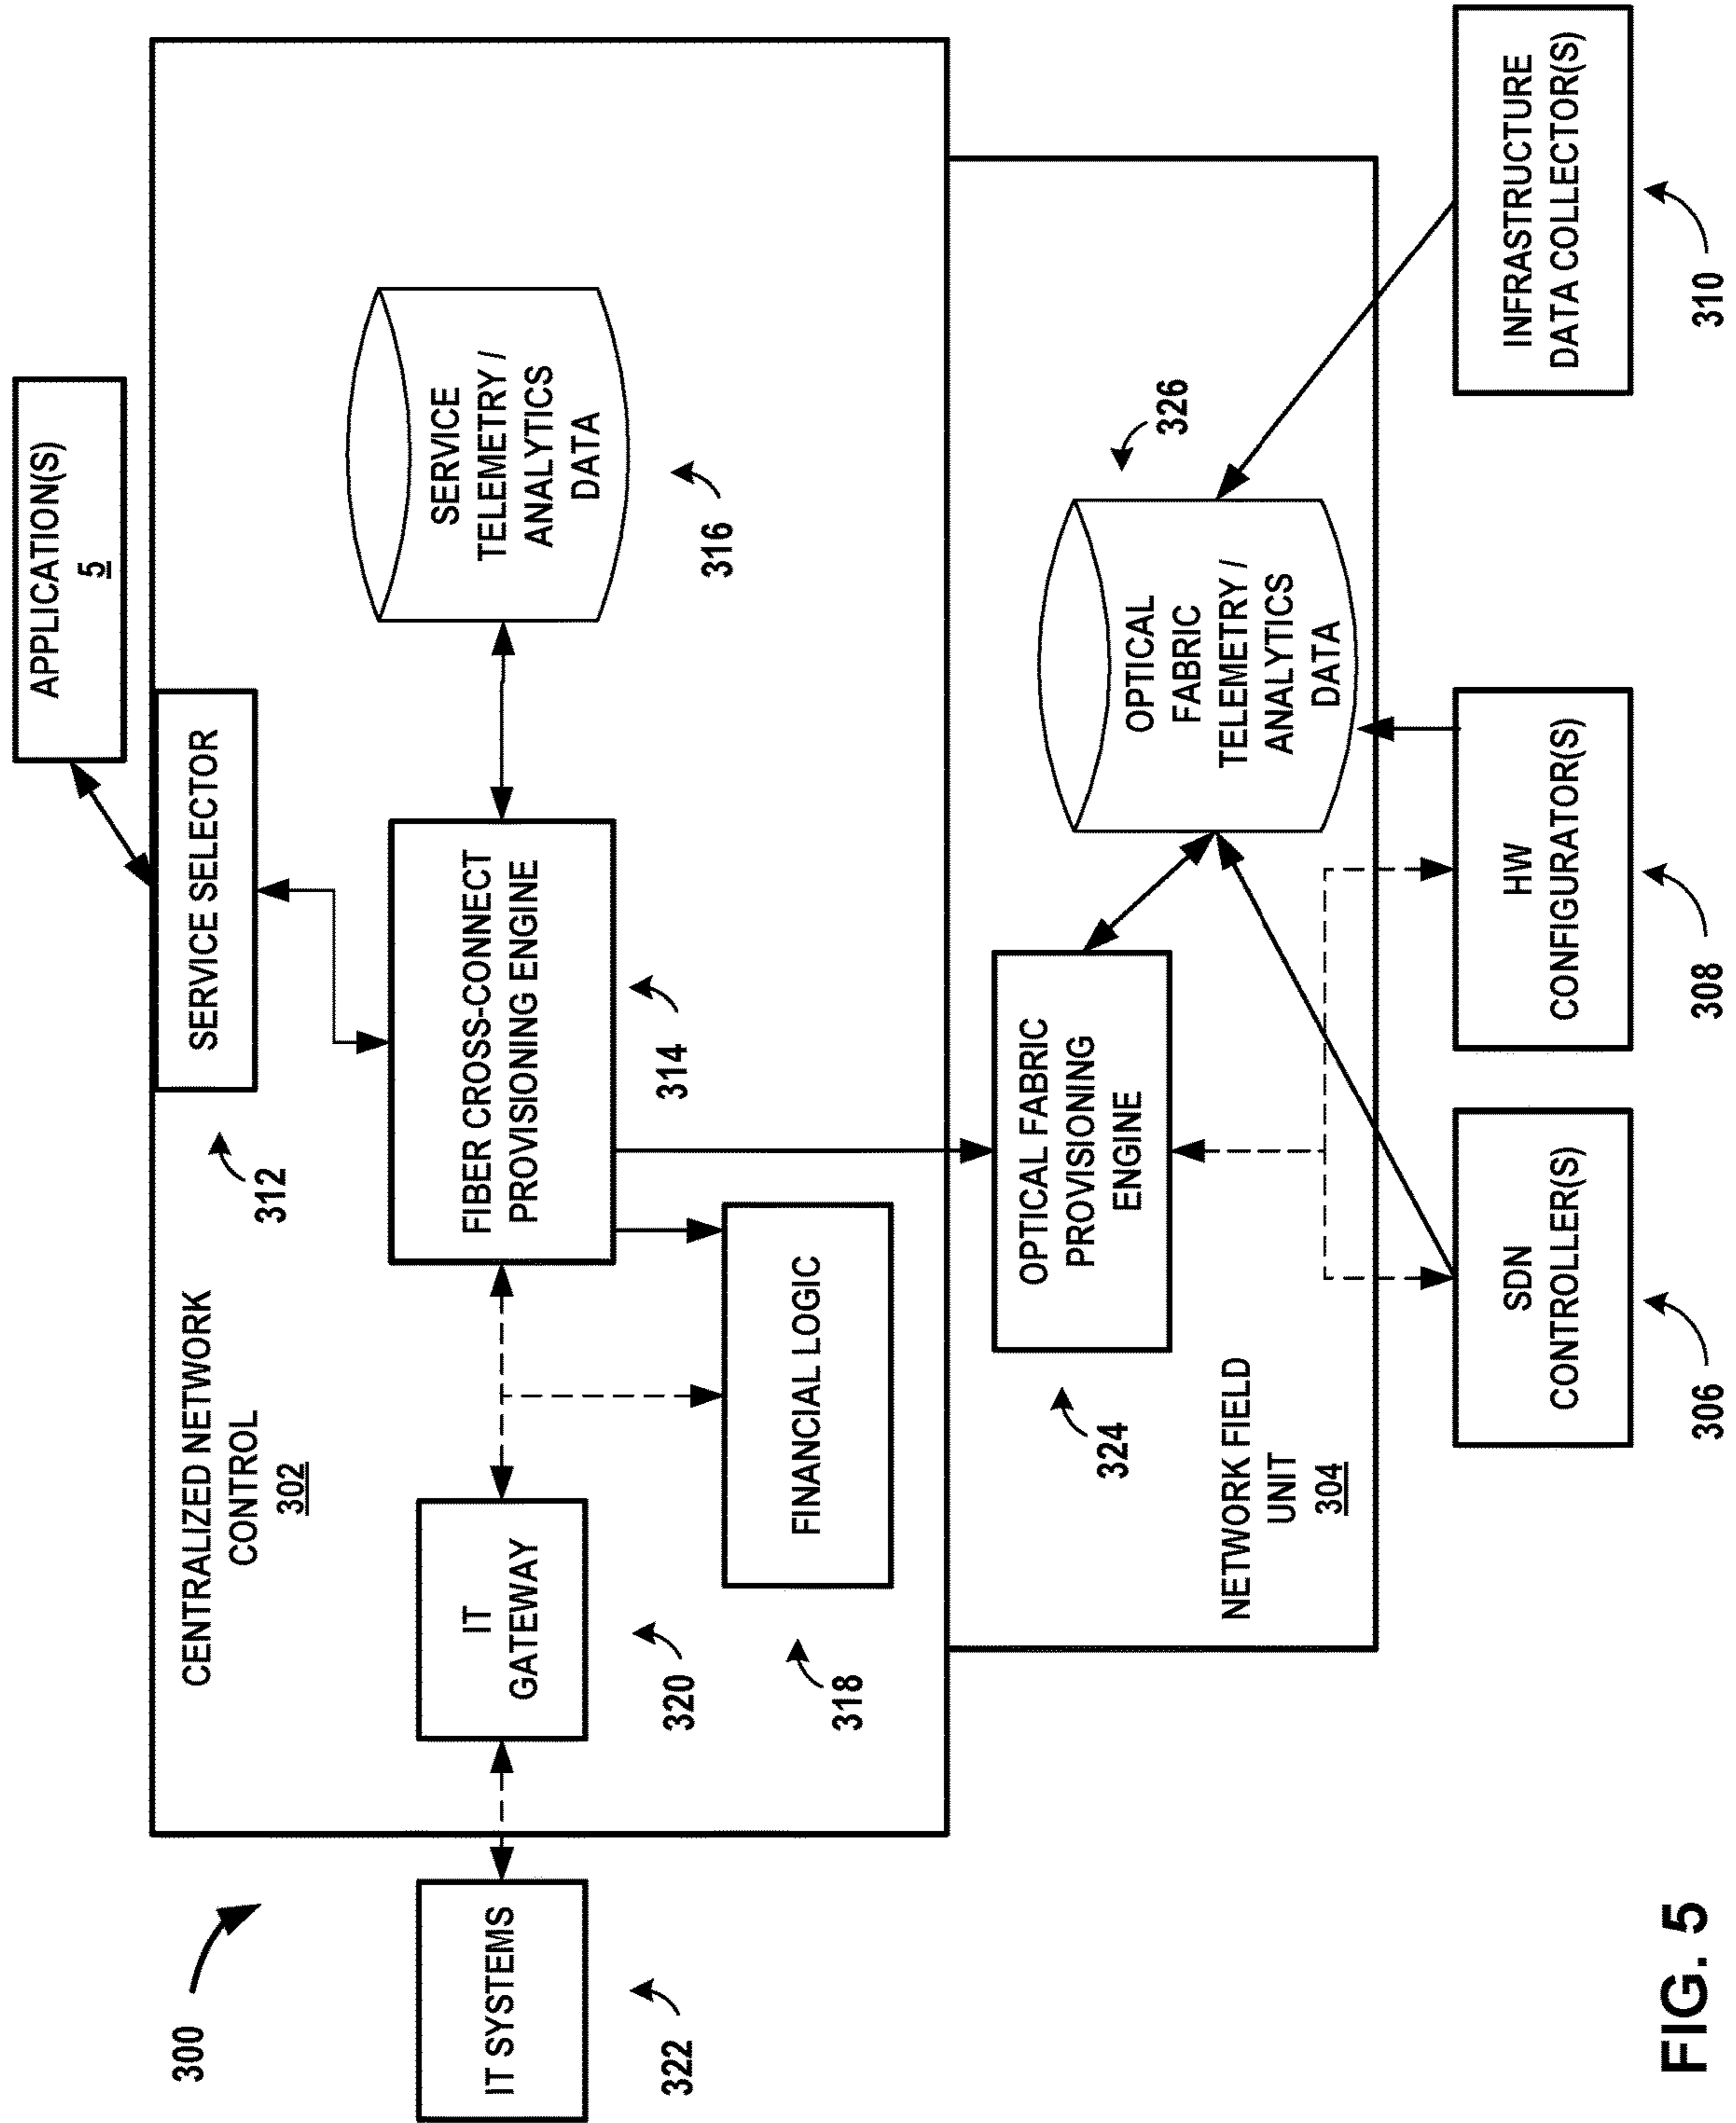 300
APPLICATION(S)
5
CENTRALIZED NETWORK
CONTROL
302
312
SERVICE SELECTOR
IT SYSTEMS
322
IT
GATEWAY
320
FIBER CROSS-CONNECT
PROVISIONING ENGINE
314
SERVICE
TELEMETRY /
ANALYTICS
DATA
316
FINANCIAL LOGIC
318
NETWORK FIELD
UNIT
304
OPTICAL FABRIC
PROVISIONING
ENGINE
324
OPTICAL
FABRIC
TELEMETRY /
ANALYTICS
DATA
326
SDN
CONTROLLER(S)
306
HW
CONFIGURATOR(S)
308
INFRASTRUCTURE
DATA COLLECTOR(S)
310
FIG. 5